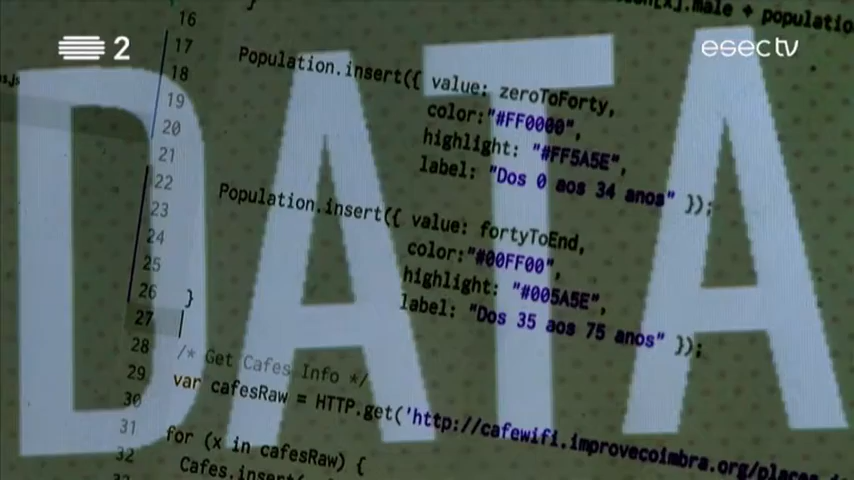 2
esectv
DATA
16
.male + populatio
17
Population.insert({ value: zeroToForty,
18
color:"#FF0000",
19
highlight: "#FF5A5E",
20
label: "Dos 0 aos 34 anos" });
21
22
Population.insert({ value: fortyToEnd,
23
color:"#00FF00",
24
highlight: "#005A5E",
25
label: "Dos 35 aos 75 anos" });
26 }
27
28
/* Get Cafes Info */
29
var cafesRaw = HTTP.get('http://cafewifi.improvecoimbra.org/places
30
31
for (x in cafesRaw) {
32
Cafes.insert(